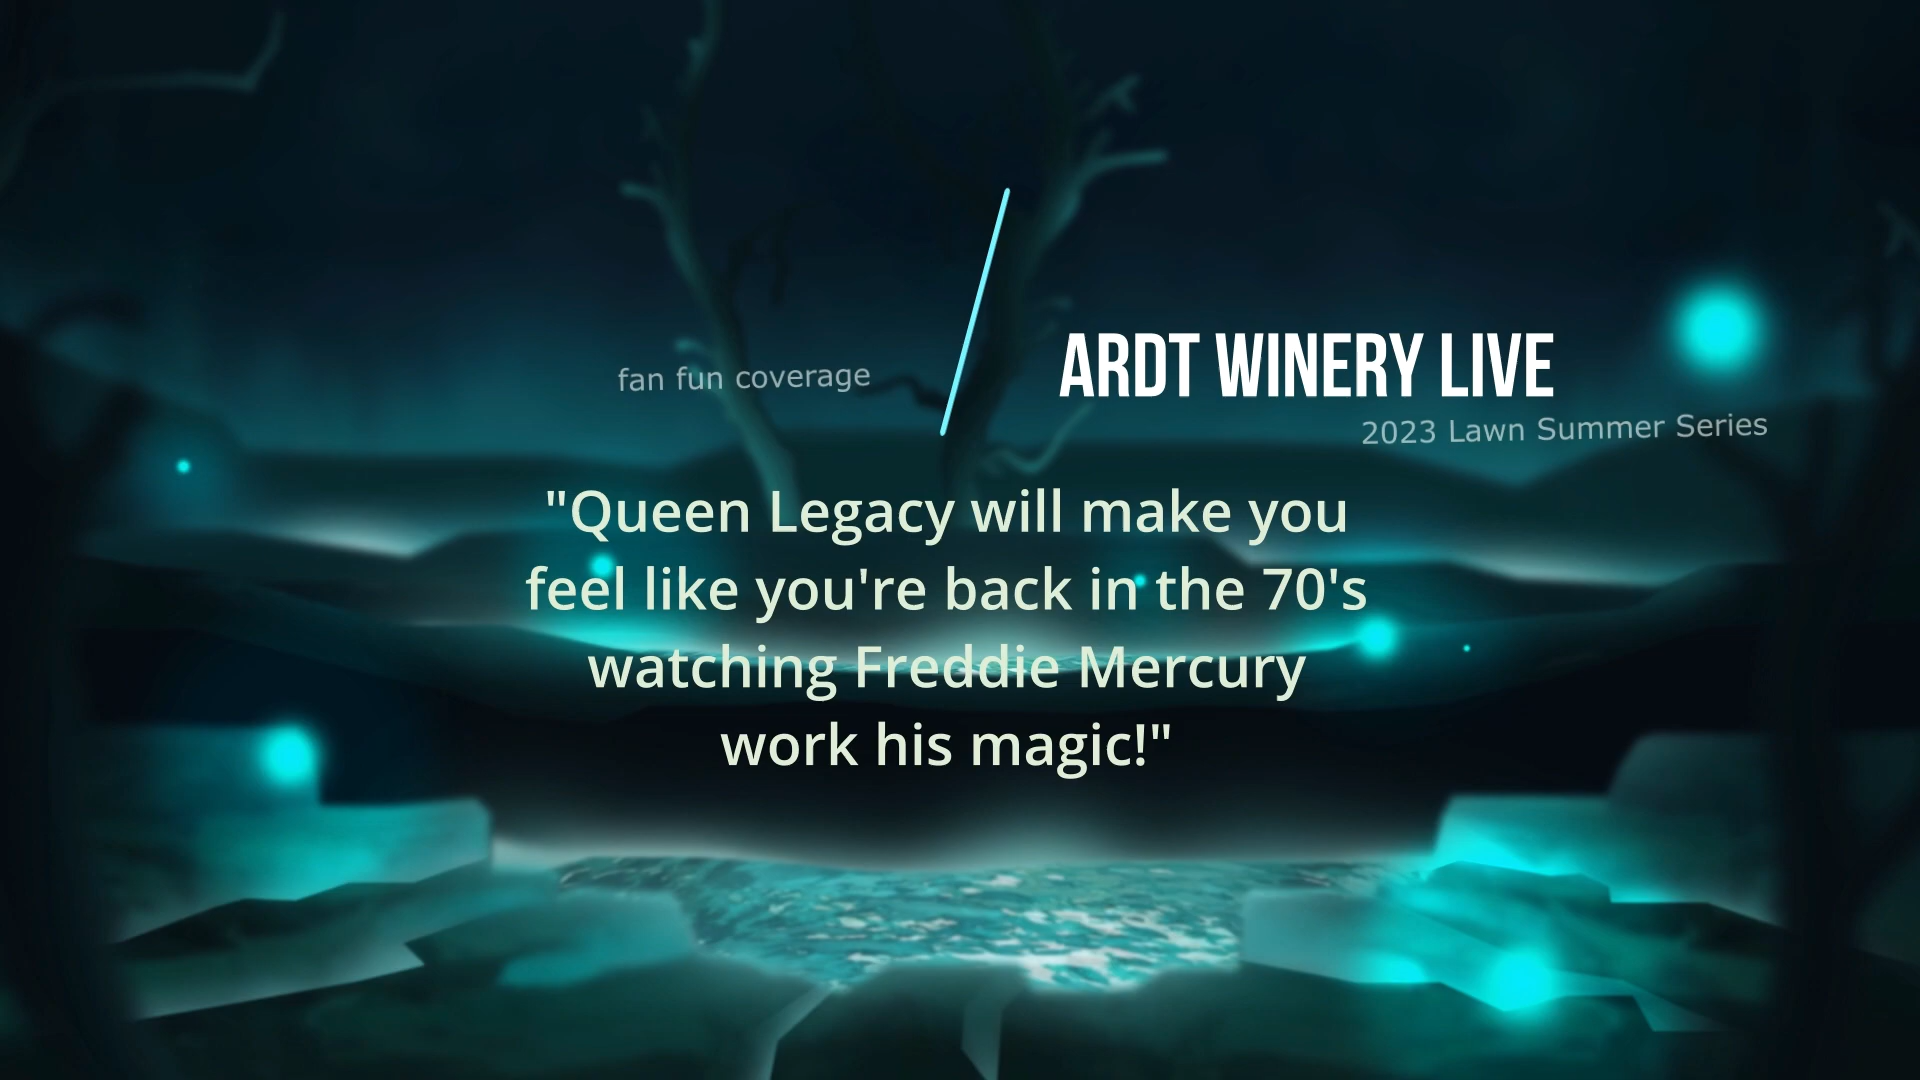 fan fun coverage
ARDT WINERY LIVE
2023 Lawn Summer Series
"Queen Legacy will make you
feel like you're back in the 70's
watching Freddie Mercury
work his magic!"